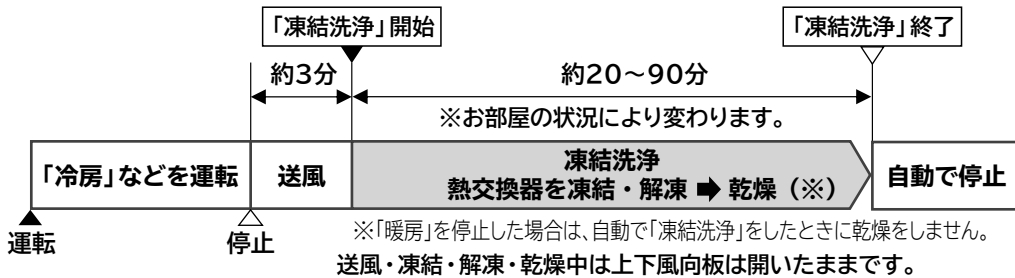 「凍結洗浄」開始
「凍結洗浄」終了
約3分
約20～90分
※お部屋の状況により変わります。
「冷房」などを運転
送風
凍結洗浄
熱交換器を凍結・解凍➡乾燥（※）
自動で停止
運転
停止
※「暖房」を停止した場合は、自動で「凍結洗浄」をしたときに乾燥をしません。
送風・凍結・解凍・乾燥中は上下風向板は開いたままです。